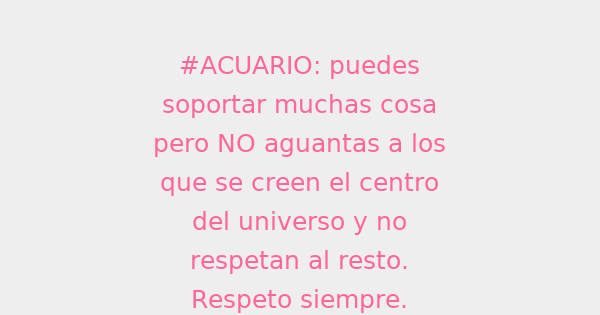 #ACUARIO: puedes
soportar muchas cosa
pero NO aguantas a los
que se creen el centro
del universo y no
respetan al resto.
Respeto siempre.